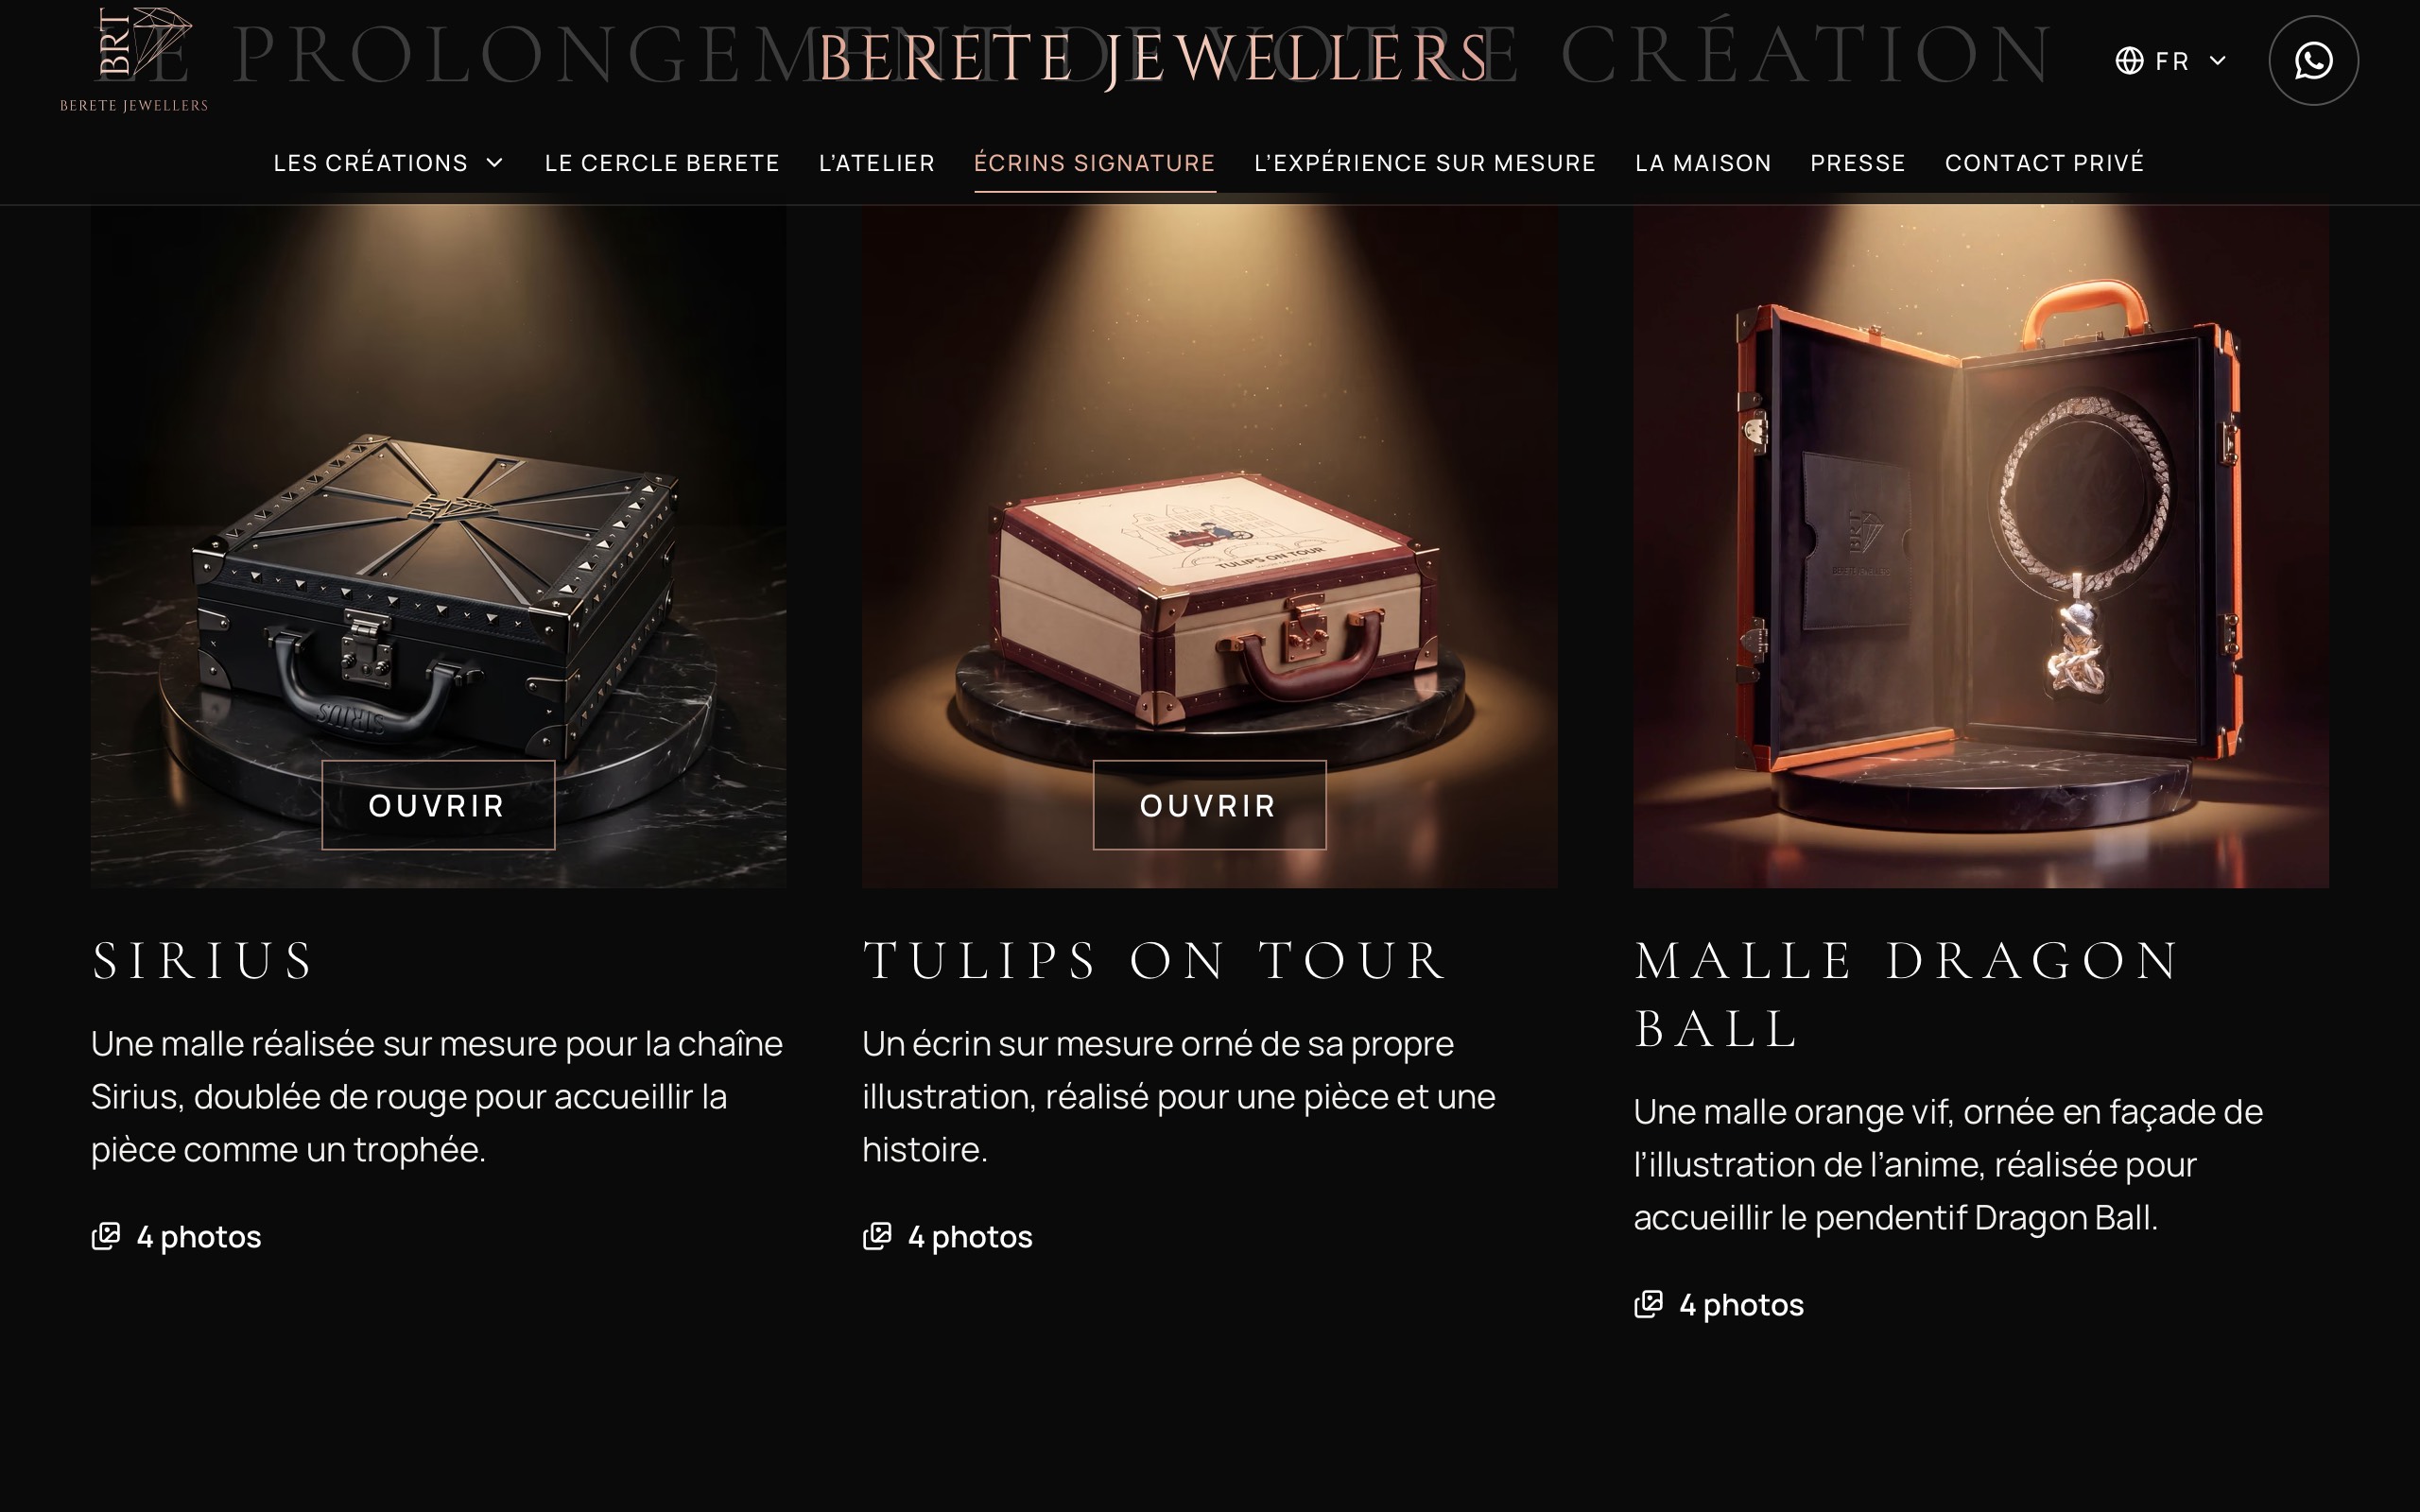 LE PROLONGEMENT DE VOTRE CRÉATION
BRT
BERETE JEWELLERS
BERETE JEWELLERS
FR
LES CRÉATIONS
LE CERCLE BERETE
L’ATELIER
ÉCRINS SIGNATURE
L’EXPÉRIENCE SUR MESURE
LA MAISON
PRESSE
CONTACT PRIVÉ
BRT
SIRIUS
OUVRIR
TULIPS ON TOUR
OUVRIR
BRT
BERETE JEWELLERS
SIRIUS
Une malle réalisée sur mesure pour la chaîne
Sirius, doublée de rouge pour accueillir la
pièce comme un trophée.
4 photos
TULIPS ON TOUR
Un écrin sur mesure orné de sa propre
illustration, réalisé pour une pièce et une
histoire.
4 photos
MALLE DRAGON
BALL
Une malle orange vif, ornée en façade de
l’illustration de l’anime, réalisée pour
accueillir le pendentif Dragon Ball.
4 photos